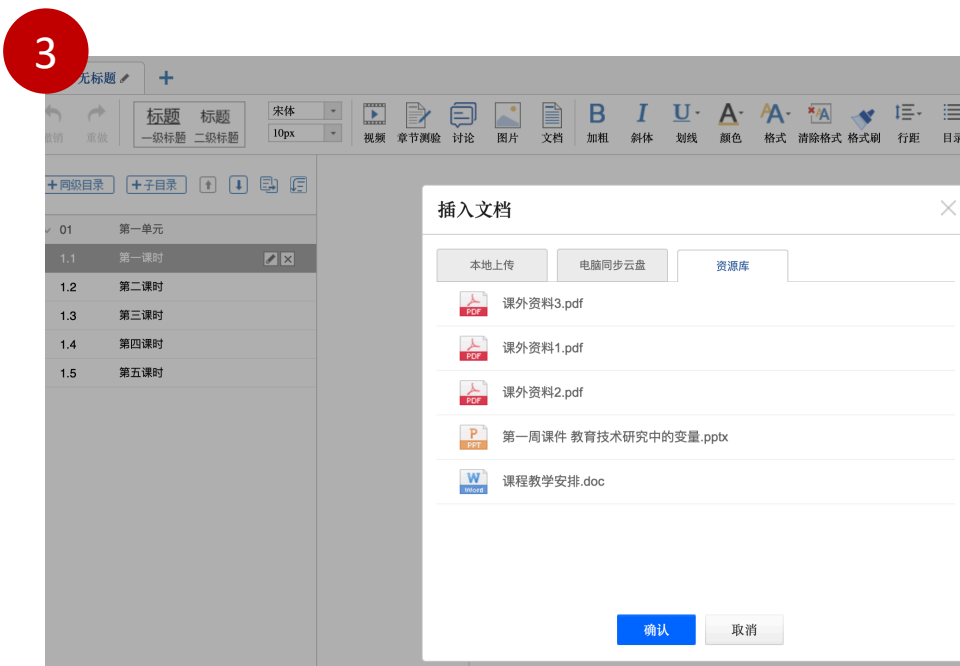 3
无标题
标题 标题
一级标题 二级标题
宋体
10px
撤销 重做
视频 章节测验 讨论 图片 文档
B I U A A A
加粗 斜体 划线 颜色 格式 清除格式 格式刷 行距 目录
+同级目录 +子目录
01 第一单元
1.1 第一课时
1.2 第二课时
1.3 第三课时
1.4 第四课时
1.5 第五课时
插入文档
本地上传 电脑同步云盘 资源库
PDF 课外资料3.pdf
PDF 课外资料1.pdf
PDF 课外资料2.pdf
P PPT 第一周课件 教育技术研究中的变量.pptx
W Word 课程教学安排.doc
确认 取消